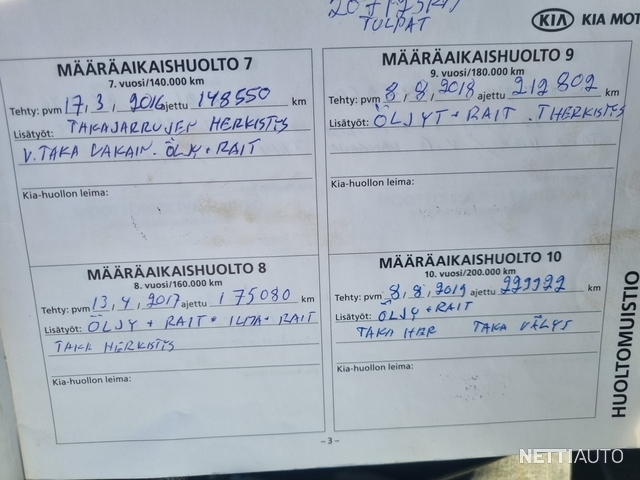 TULPAT
KIA KIA MOT
MÄÄRÄAIKAISHUOLTO 7
7. vuosi/140.000 km
Tehty: pvm 17,3, 2016 ajettu 148550 km
Lisätyöt: TAKAJARRUJEN HERKISTYS
V. TAKA VAKAIN. ÖLJY + RAIT
Kia-huollon leima:
MÄÄRÄAIKAISHUOLTO 8
8. vuosi/160.000 km
Tehty: pvm 13,4, 2017 ajettu 175080 km
Lisätyöt: ÖLJY + RAIT + ILMA + RAIT
TAKA HERKISTYS
Kia-huollon leima:
MÄÄRÄAIKAISHUOLTO 9
9. vuosi/180.000 km
Tehty: pvm 8,8, 2018 ajettu 212802 km
Lisätyöt: ÖLJYT + RAIT . T HERKISTYS
Kia-huollon leima:
MÄÄRÄAIKAISHUOLTO 10
10. vuosi/200.000 km
Tehty: pvm 8,8, 2019 ajettu km
Lisätyöt: ÖLJY + RAIT
TAKA HER TAKA VÄLYS
Kia-huollon leima:
HUOLTOMUISTIO
– 3 –
NETTIAUTO